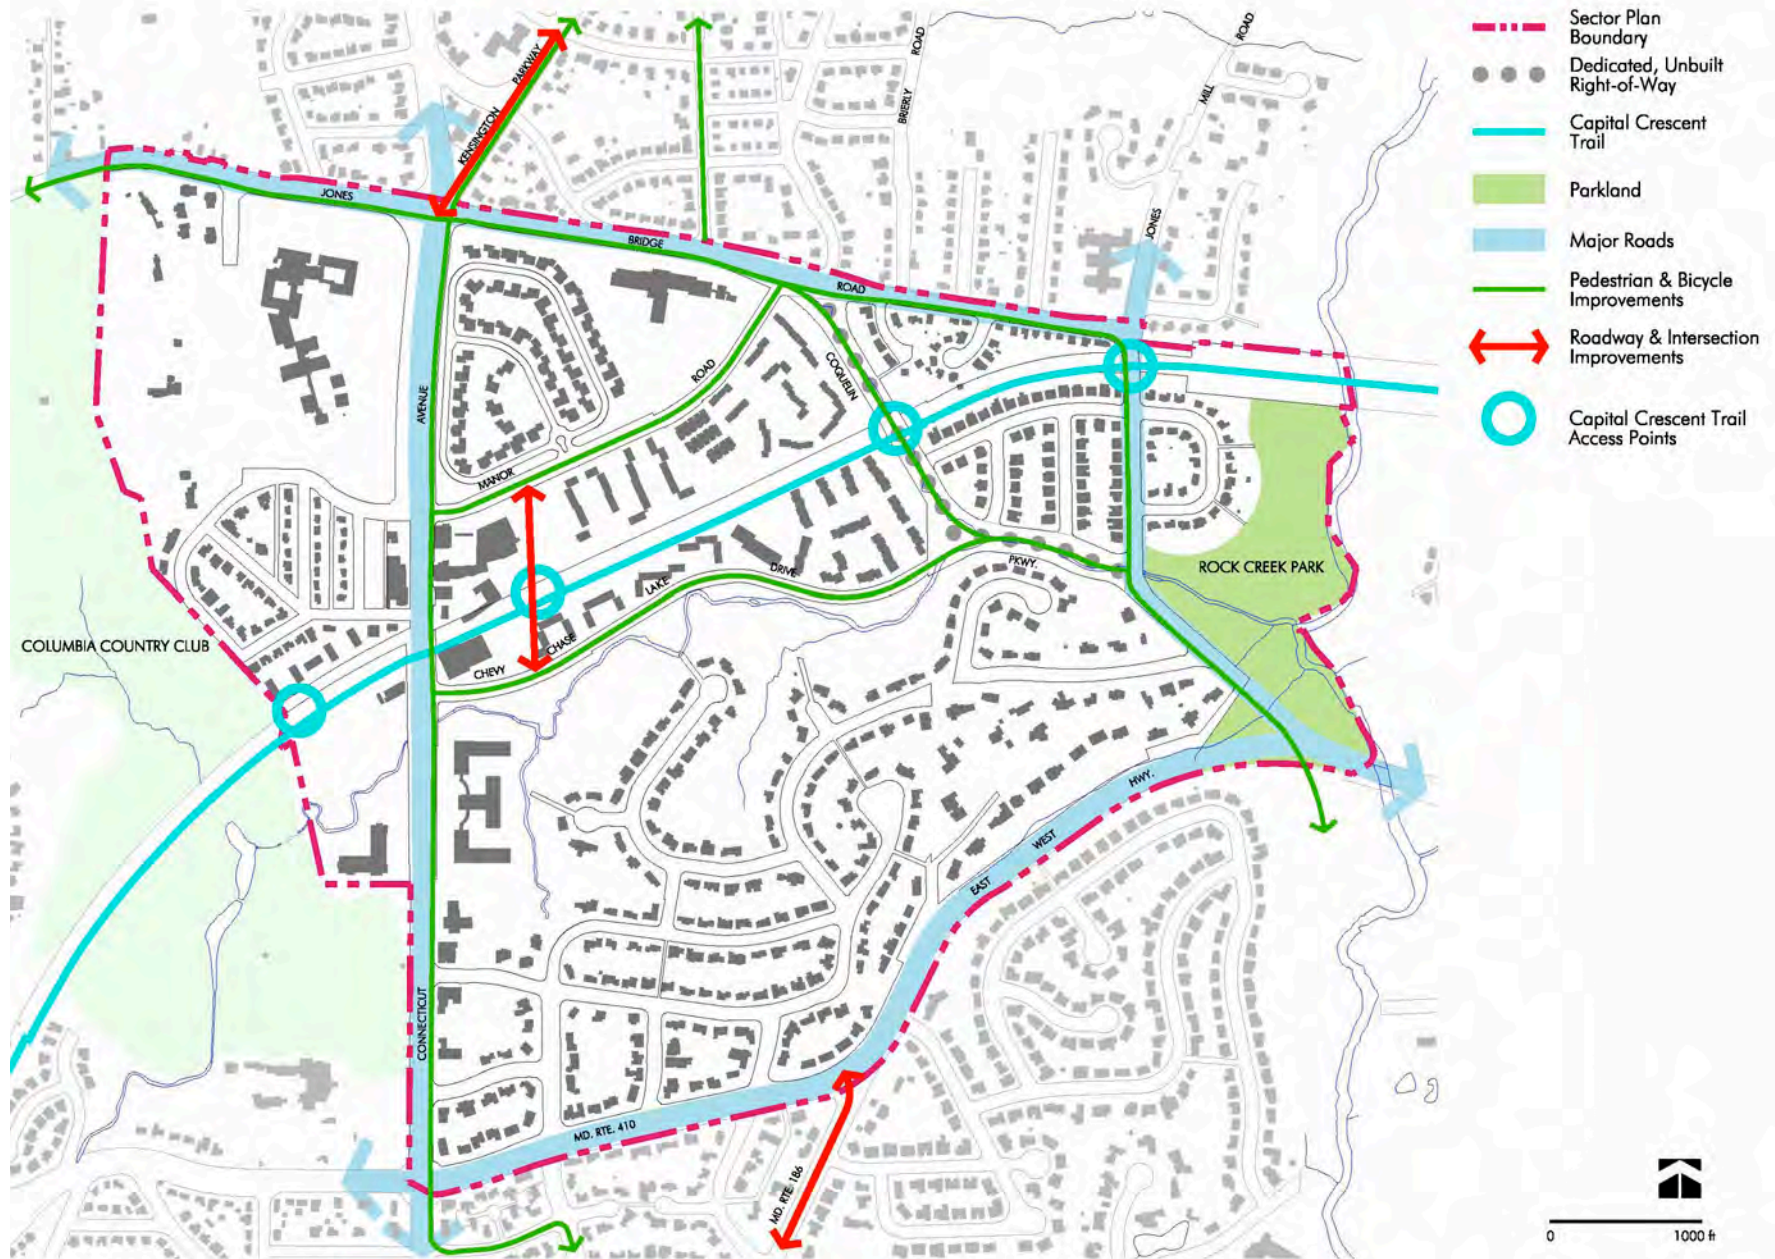 ROAD
ROAD
PARKWAY
KENSINGTON
BRIERLY
MILL
JONES
JONES
BRIDGE
ROAD
AVENUE
ROAD
COQUELIN
MANOR
PKWY.
DRIVE
LAKE
CHASE
CHEVY
ROCK CREEK PARK
COLUMBIA COUNTRY CLUB
HWY.
WEST
EAST
CONNECTICUT
MD. RTE. 410
MD. RTE. 186
Sector Plan
Boundary
Dedicated, Unbuilt
Right-of-Way
Capital Crescent
Trail
Parkland
Major Roads
Pedestrian & Bicycle
Improvements
Roadway & Intersection
Improvements
Capital Crescent Trail
Access Points
0 1000 ft